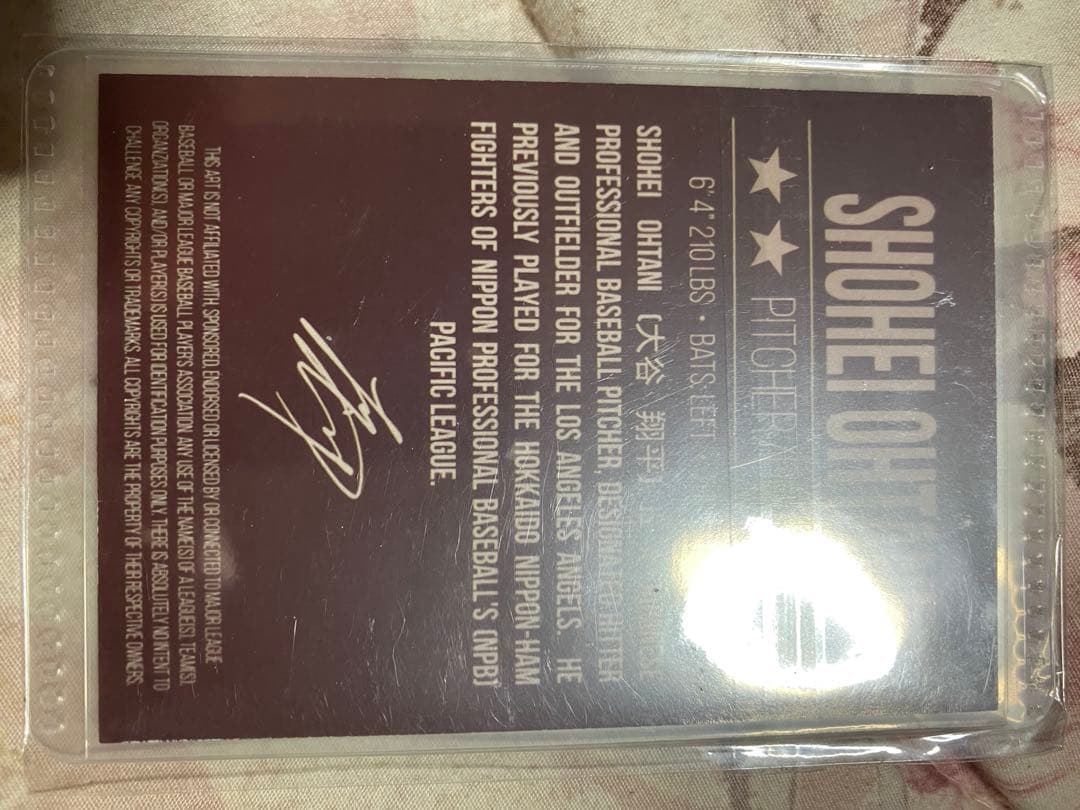 SHOHEI OHT
★ ★ PITCHER
6'4" 210 LBS • BATS LEFT
SHOHEI OHTANI (大谷 翔平)
PROFESSIONAL BASEBALL PITCHER, DESIGNATED HITTER
AND OUTFIELDER FOR THE LOS ANGELES ANGELS. HE
PREVIOUSLY PLAYED FOR THE HOKKAIDO NIPPON-HAM
FIGHTERS OF NIPPON PROFESSIONAL BASEBALL'S (NPB)
PACIFIC LEAGUE.
THIS ART IS NOT AFFILIATED WITH, SPONSORED, ENDORSED OR LICENSED BY OR CONNECTED TO MAJOR LEAGUE
BASEBALL OR MAJOR LEAGUE BASEBALL PLAYERS ASSOCIATION. ANY USE OF THE NAME(S) OF A LEAGUE(S) TEAM(S),
ORGANIZATION(S), AND/OR PLAYER(S) IS USED FOR IDENTIFICATION PURPOSES ONLY. THERE IS ABSOLUTELY NO INTENT TO
CHALLENGE ANY COPYRIGHTS OR TRADEMARKS. ALL COPYRIGHTS ARE THE PROPERTY OF THEIR RESPECTIVE OWNERS